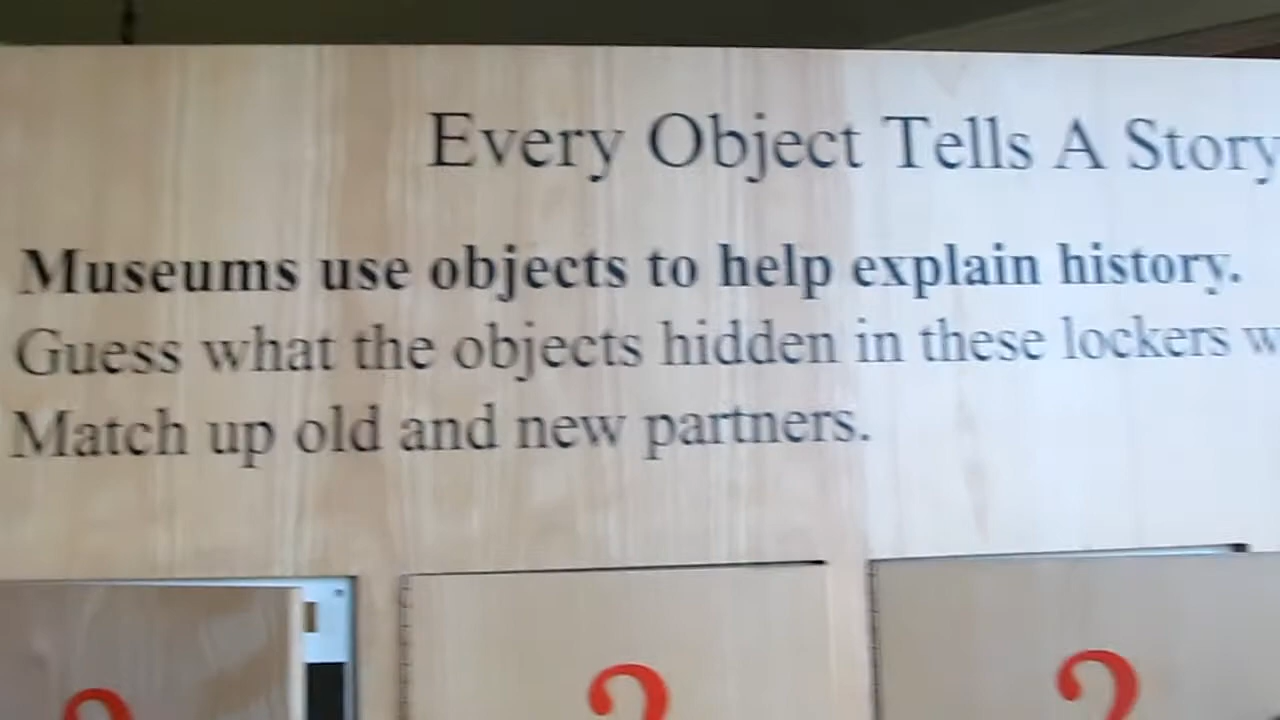 Every Object Tells A Story
Museums use objects to help explain history.
Guess what the objects hidden in these lockers
Match up old and new partners.
?
?
?